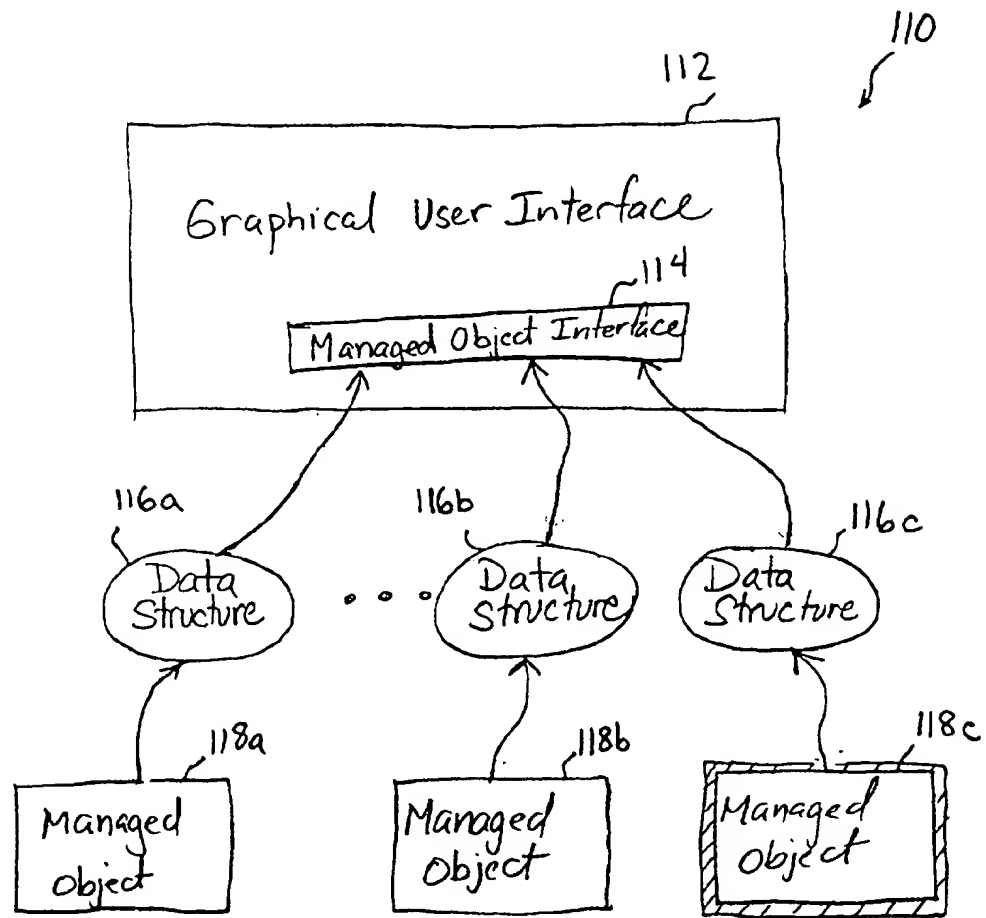 110
112
Graphical User Interface
114
Managed Object Interface
116a
116b
116c
Data
Structure
Data
Structure
Data
Structure
118a
118b
118c
Managed
Object
Managed
Object
Managed
Object